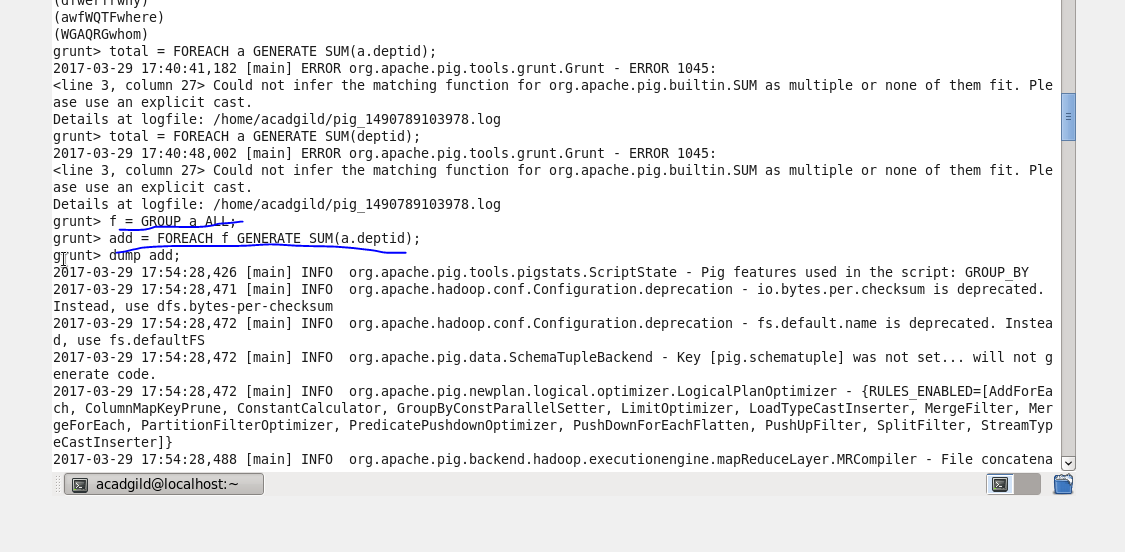 (awfWQTFwhere)
(WGAQRGwhom)
grunt> total = FOREACH a GENERATE SUM(a.deptid);
2017-03-29 17:40:41,182 [main] ERROR org.apache.pig.tools.grunt.Grunt - ERROR 1045:
<line 3, column 27> Could not infer the matching function for org.apache.pig.builtin.SUM as multiple or none of them fit. Ple
ase use an explicit cast.
Details at logfile: /home/acadgild/pig_1490789103978.log
grunt> total = FOREACH a GENERATE SUM(deptid);
2017-03-29 17:40:48,002 [main] ERROR org.apache.pig.tools.grunt.Grunt - ERROR 1045:
<line 3, column 27> Could not infer the matching function for org.apache.pig.builtin.SUM as multiple or none of them fit. Ple
ase use an explicit cast.
Details at logfile: /home/acadgild/pig_1490789103978.log
grunt> f = GROUP a ALL;
grunt> add = FOREACH f GENERATE SUM(a.deptid);
grunt> dump add;
2017-03-29 17:54:28,426 [main] INFO  org.apache.pig.tools.pigstats.ScriptState - Pig features used in the script: GROUP_BY
2017-03-29 17:54:28,471 [main] INFO  org.apache.hadoop.conf.Configuration.deprecation - io.bytes.per.checksum is deprecated.
Instead, use dfs.bytes-per-checksum
2017-03-29 17:54:28,472 [main] INFO  org.apache.hadoop.conf.Configuration.deprecation - fs.default.name is deprecated. Instea
d, use fs.defaultFS
2017-03-29 17:54:28,472 [main] INFO  org.apache.pig.data.SchemaTupleBackend - Key [pig.schematuple] was not set... will not g
enerate code.
2017-03-29 17:54:28,472 [main] INFO  org.apache.pig.newplan.logical.optimizer.LogicalPlanOptimizer - {RULES_ENABLED=[AddForEa
ch, ColumnMapKeyPrune, ConstantCalculator, GroupByConstParallelSetter, LimitOptimizer, LoadTypeCastInserter, MergeFilter, Mer
geForEach, PartitionFilterOptimizer, PredicatePushdownOptimizer, PushDownForEachFlatten, PushUpFilter, SplitFilter, StreamTyp
eCastInserter]}
2017-03-29 17:54:28,488 [main] INFO  org.apache.pig.backend.hadoop.executionengine.mapReduceLayer.MRCompiler - File concatena
acadgild@localhost:~